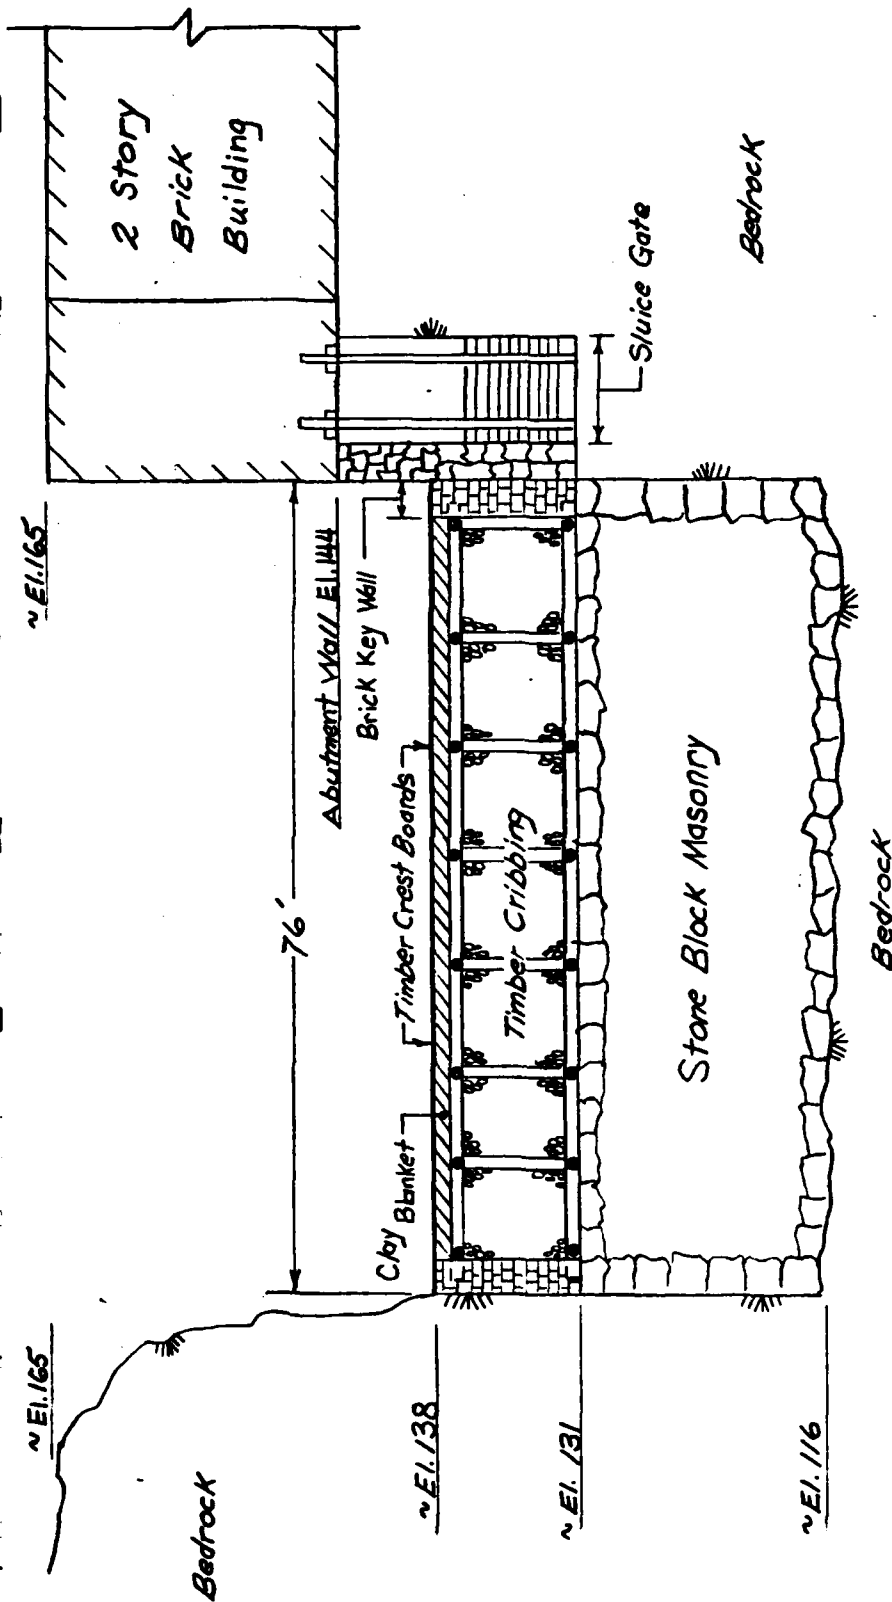 ~El.165
~El.165
2 Story
Brick
Building
76'
Abutment Wall El.144
Brick Key Wall
Timber Crest Boards
Clay
Blanket
~El.138
Timber Cribbing
Sluice Gate
~El. 131
Stone Block Masonry
~El.116
Bedrock
Bedrock
Bedrock